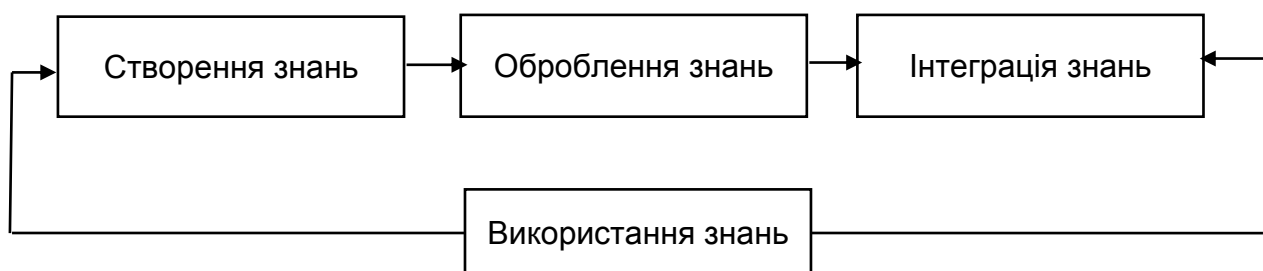 Створення знань
Оброблення знань
Інтеграція знань
Використання знань